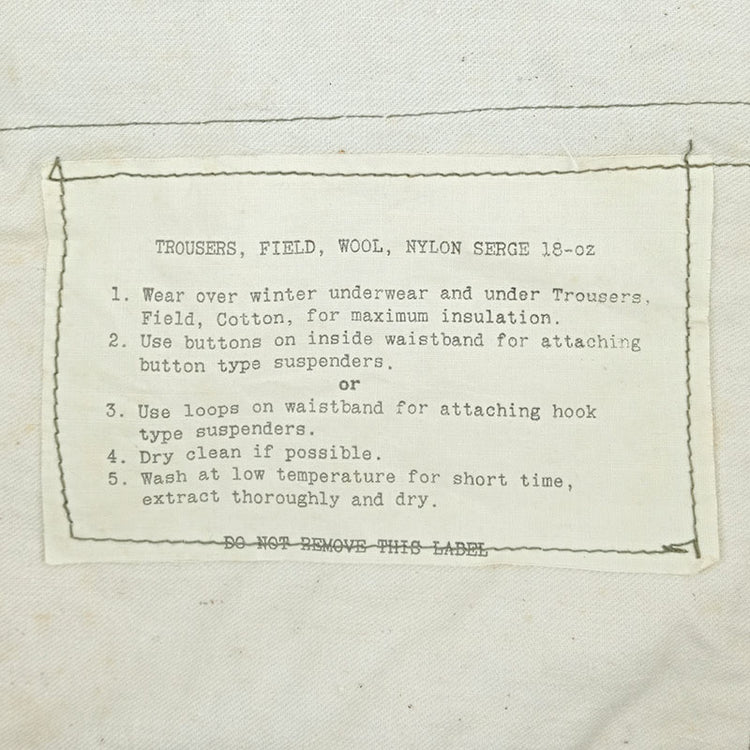 TROUSERS, FIELD, WOOL, NYLON SERGE 18-oz
1. Wear over winter underwear and under Trousers,
Field, Cotton, for maximum insulation.
2. Use buttons on inside waistband for attaching
button type suspenders.
or
3. Use loops on waistband for attaching hook
type suspenders.
4. Dry clean if possible.
5. Wash at low temperature for short time,
extract thoroughly and dry.
DO NOT REMOVE THIS LABEL